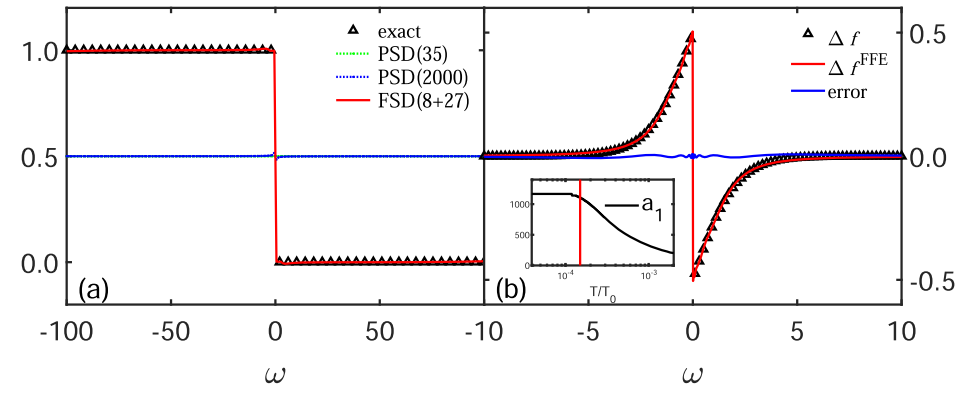 1.0
0.5
0.0
exact
PSD(35)
PSD(2000)
FSD(8+27)
(a)
-100
-50
0
50
ω
Δ f
Δ f^FFE
error
0.5
0.0
-0.5
1000
500
0
a_1
10^-4
10^-3
T/T_0
(b)
-10
-5
0
5
10
ω